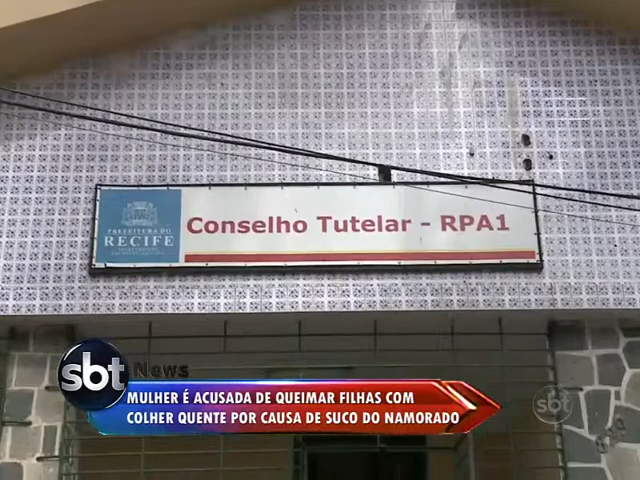 PREFEITURA DO
RECIFE
Conselho Tutelar - RPA1
sbt News
MULHER É ACUSADA DE QUEIMAR FILHAS COM
COLHER QUENTE POR CAUSA DE SUCO DO NAMORADO
sbt